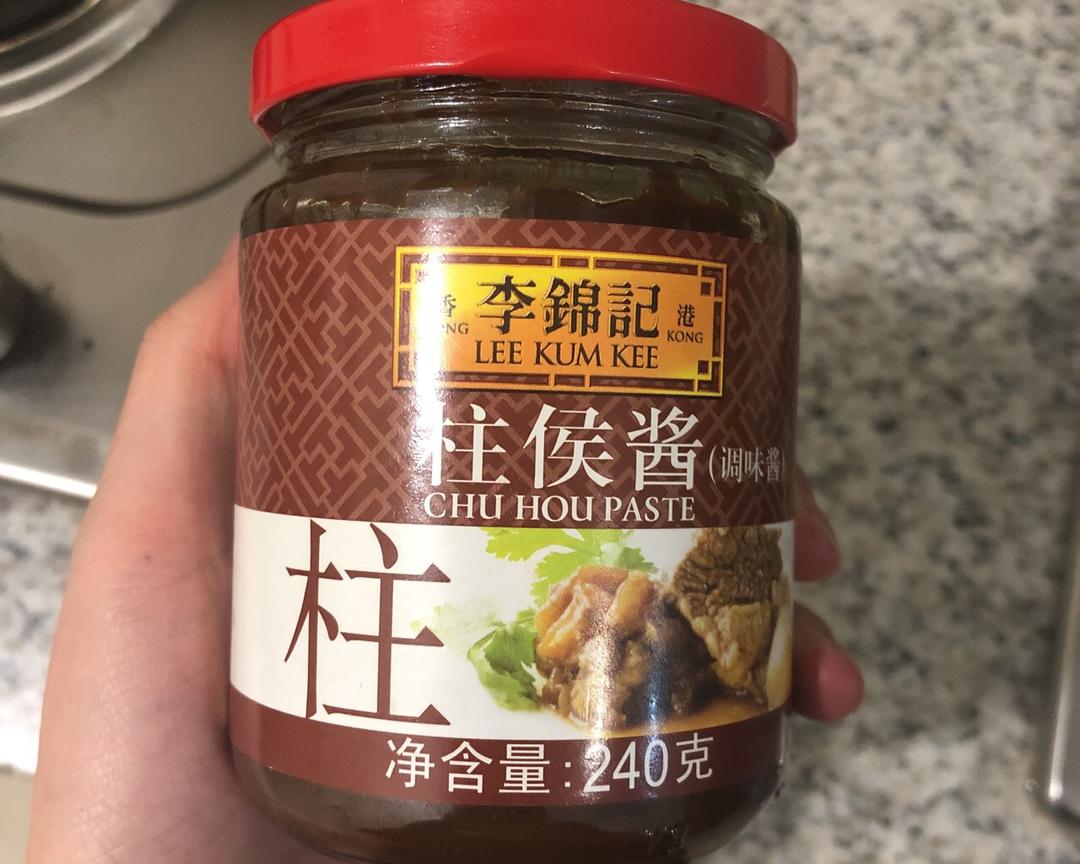 香 李錦記 港
KONG
LEE KUM KEE
柱侯酱(调味酱)
CHU HOU PASTE
柱
净含量:240克